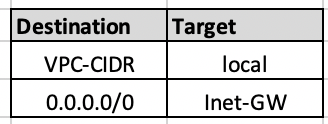 Destination Target
VPC-CIDR local
0.0.0.0/0 Inet-GW